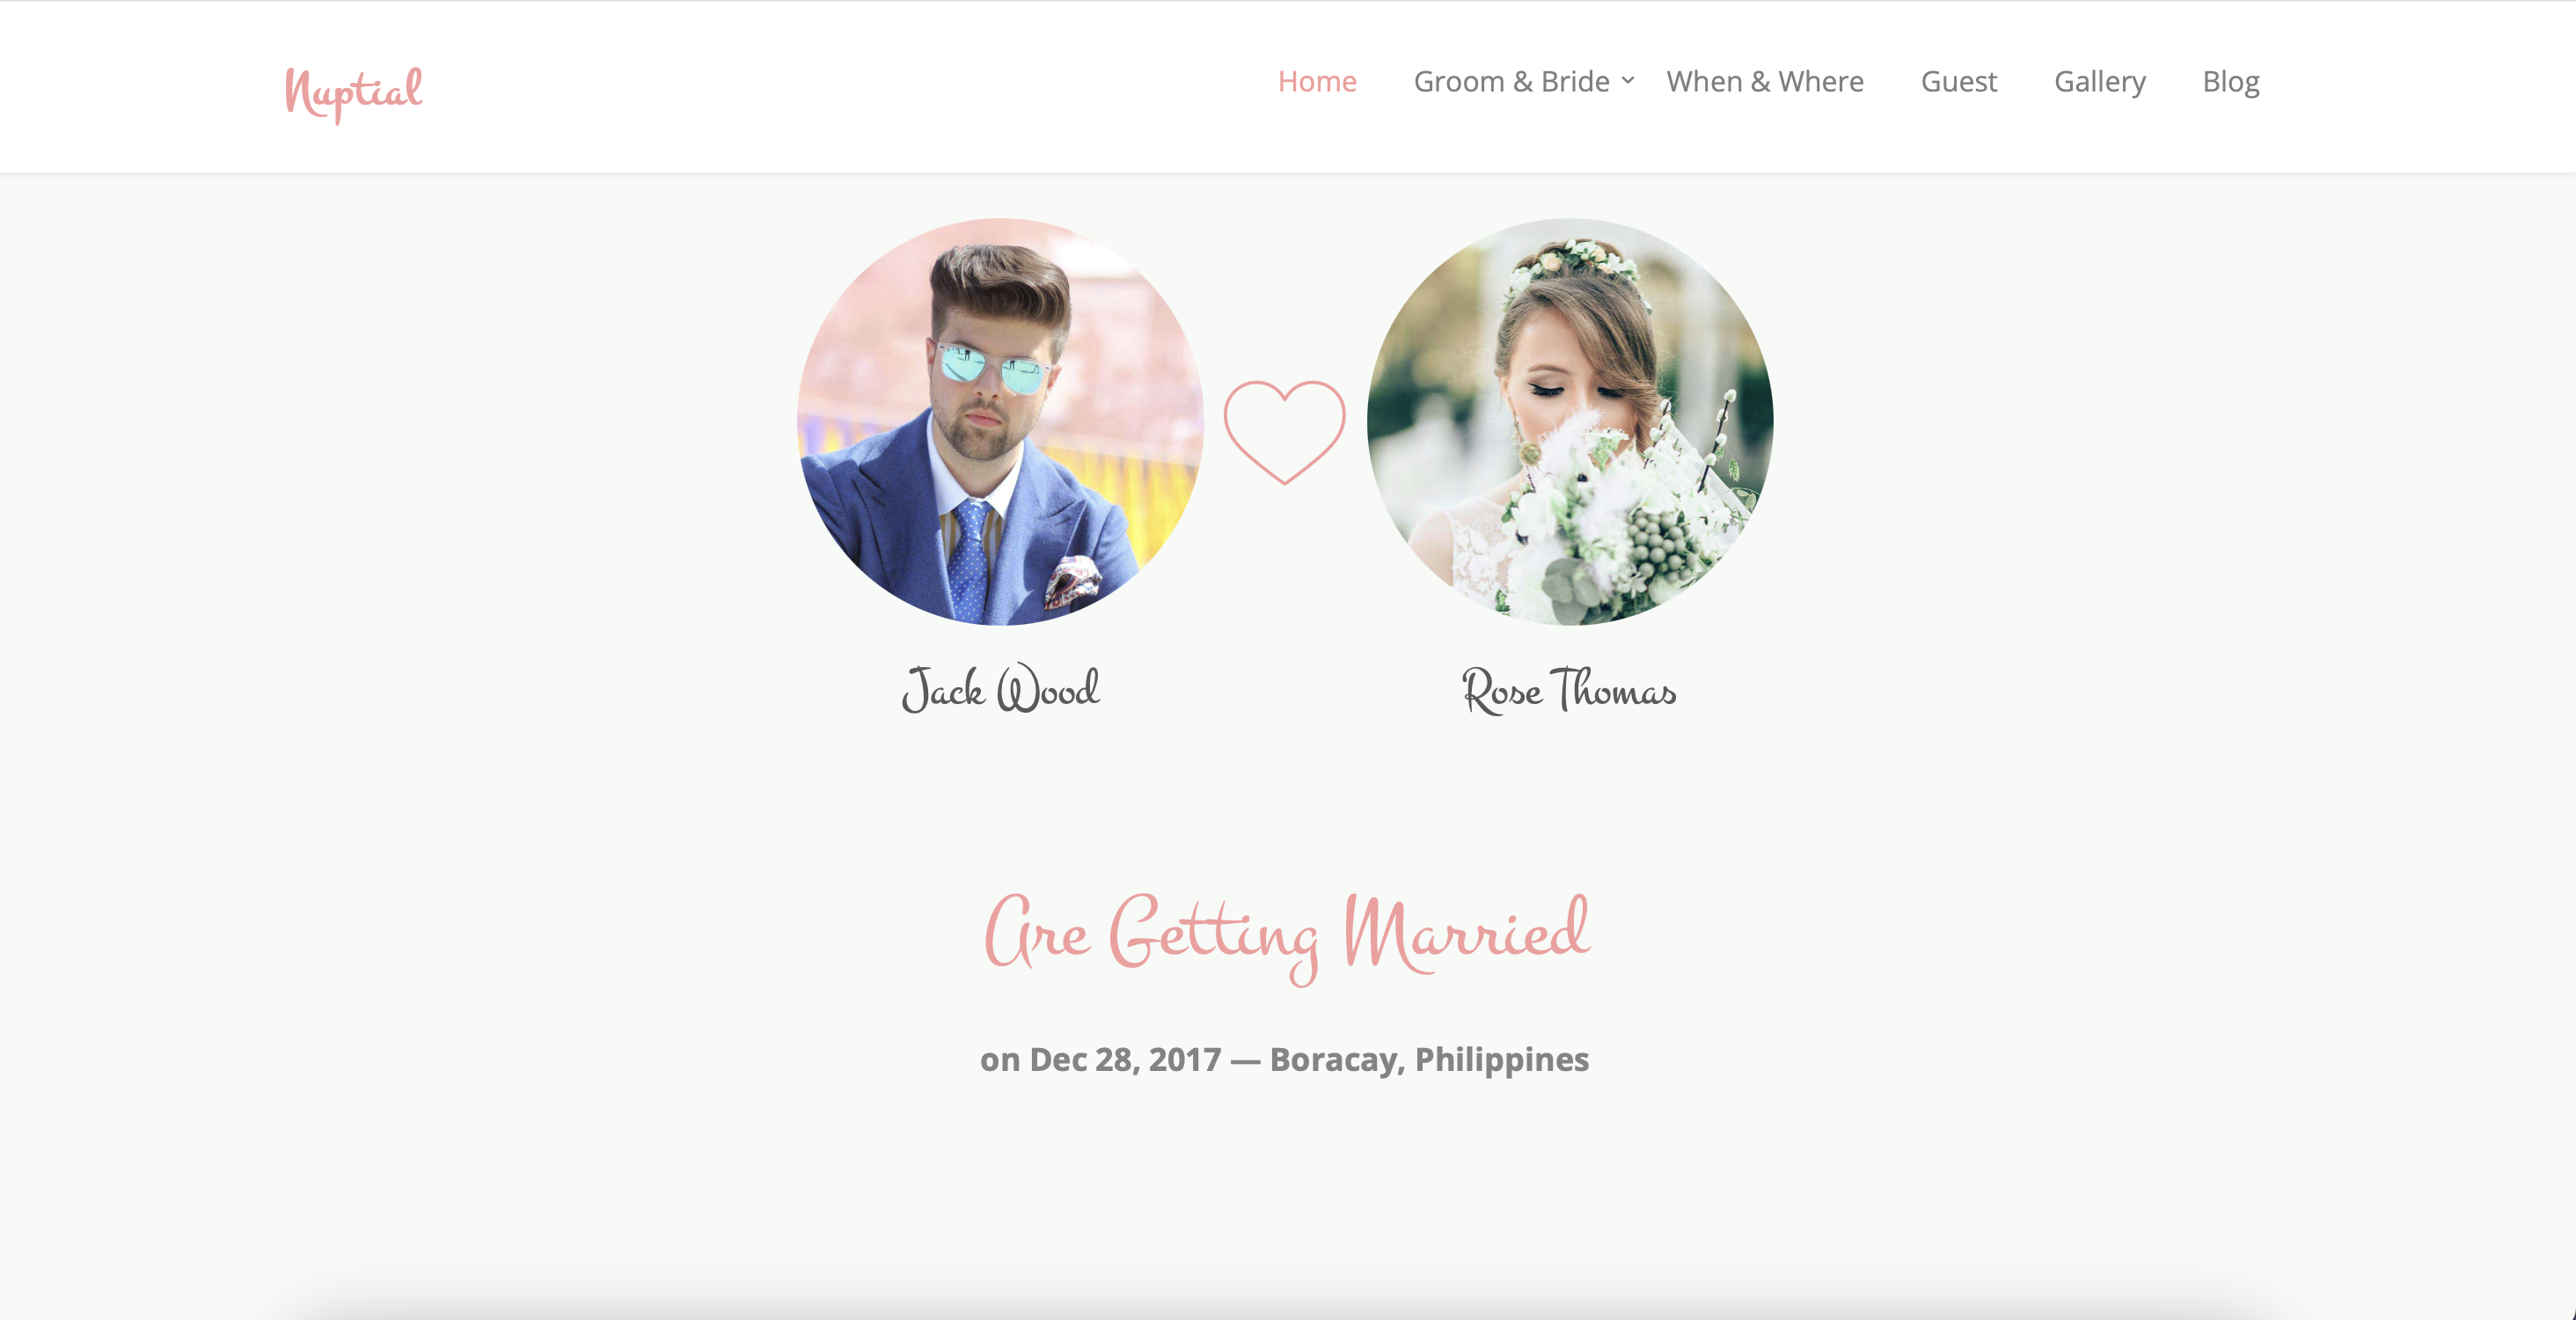 Nuptial
Home Groom & Bride When & Where Guest Gallery Blog
Jack Wood Rose Thomas
Are Getting Married
on Dec 28, 2017 — Boracay, Philippines